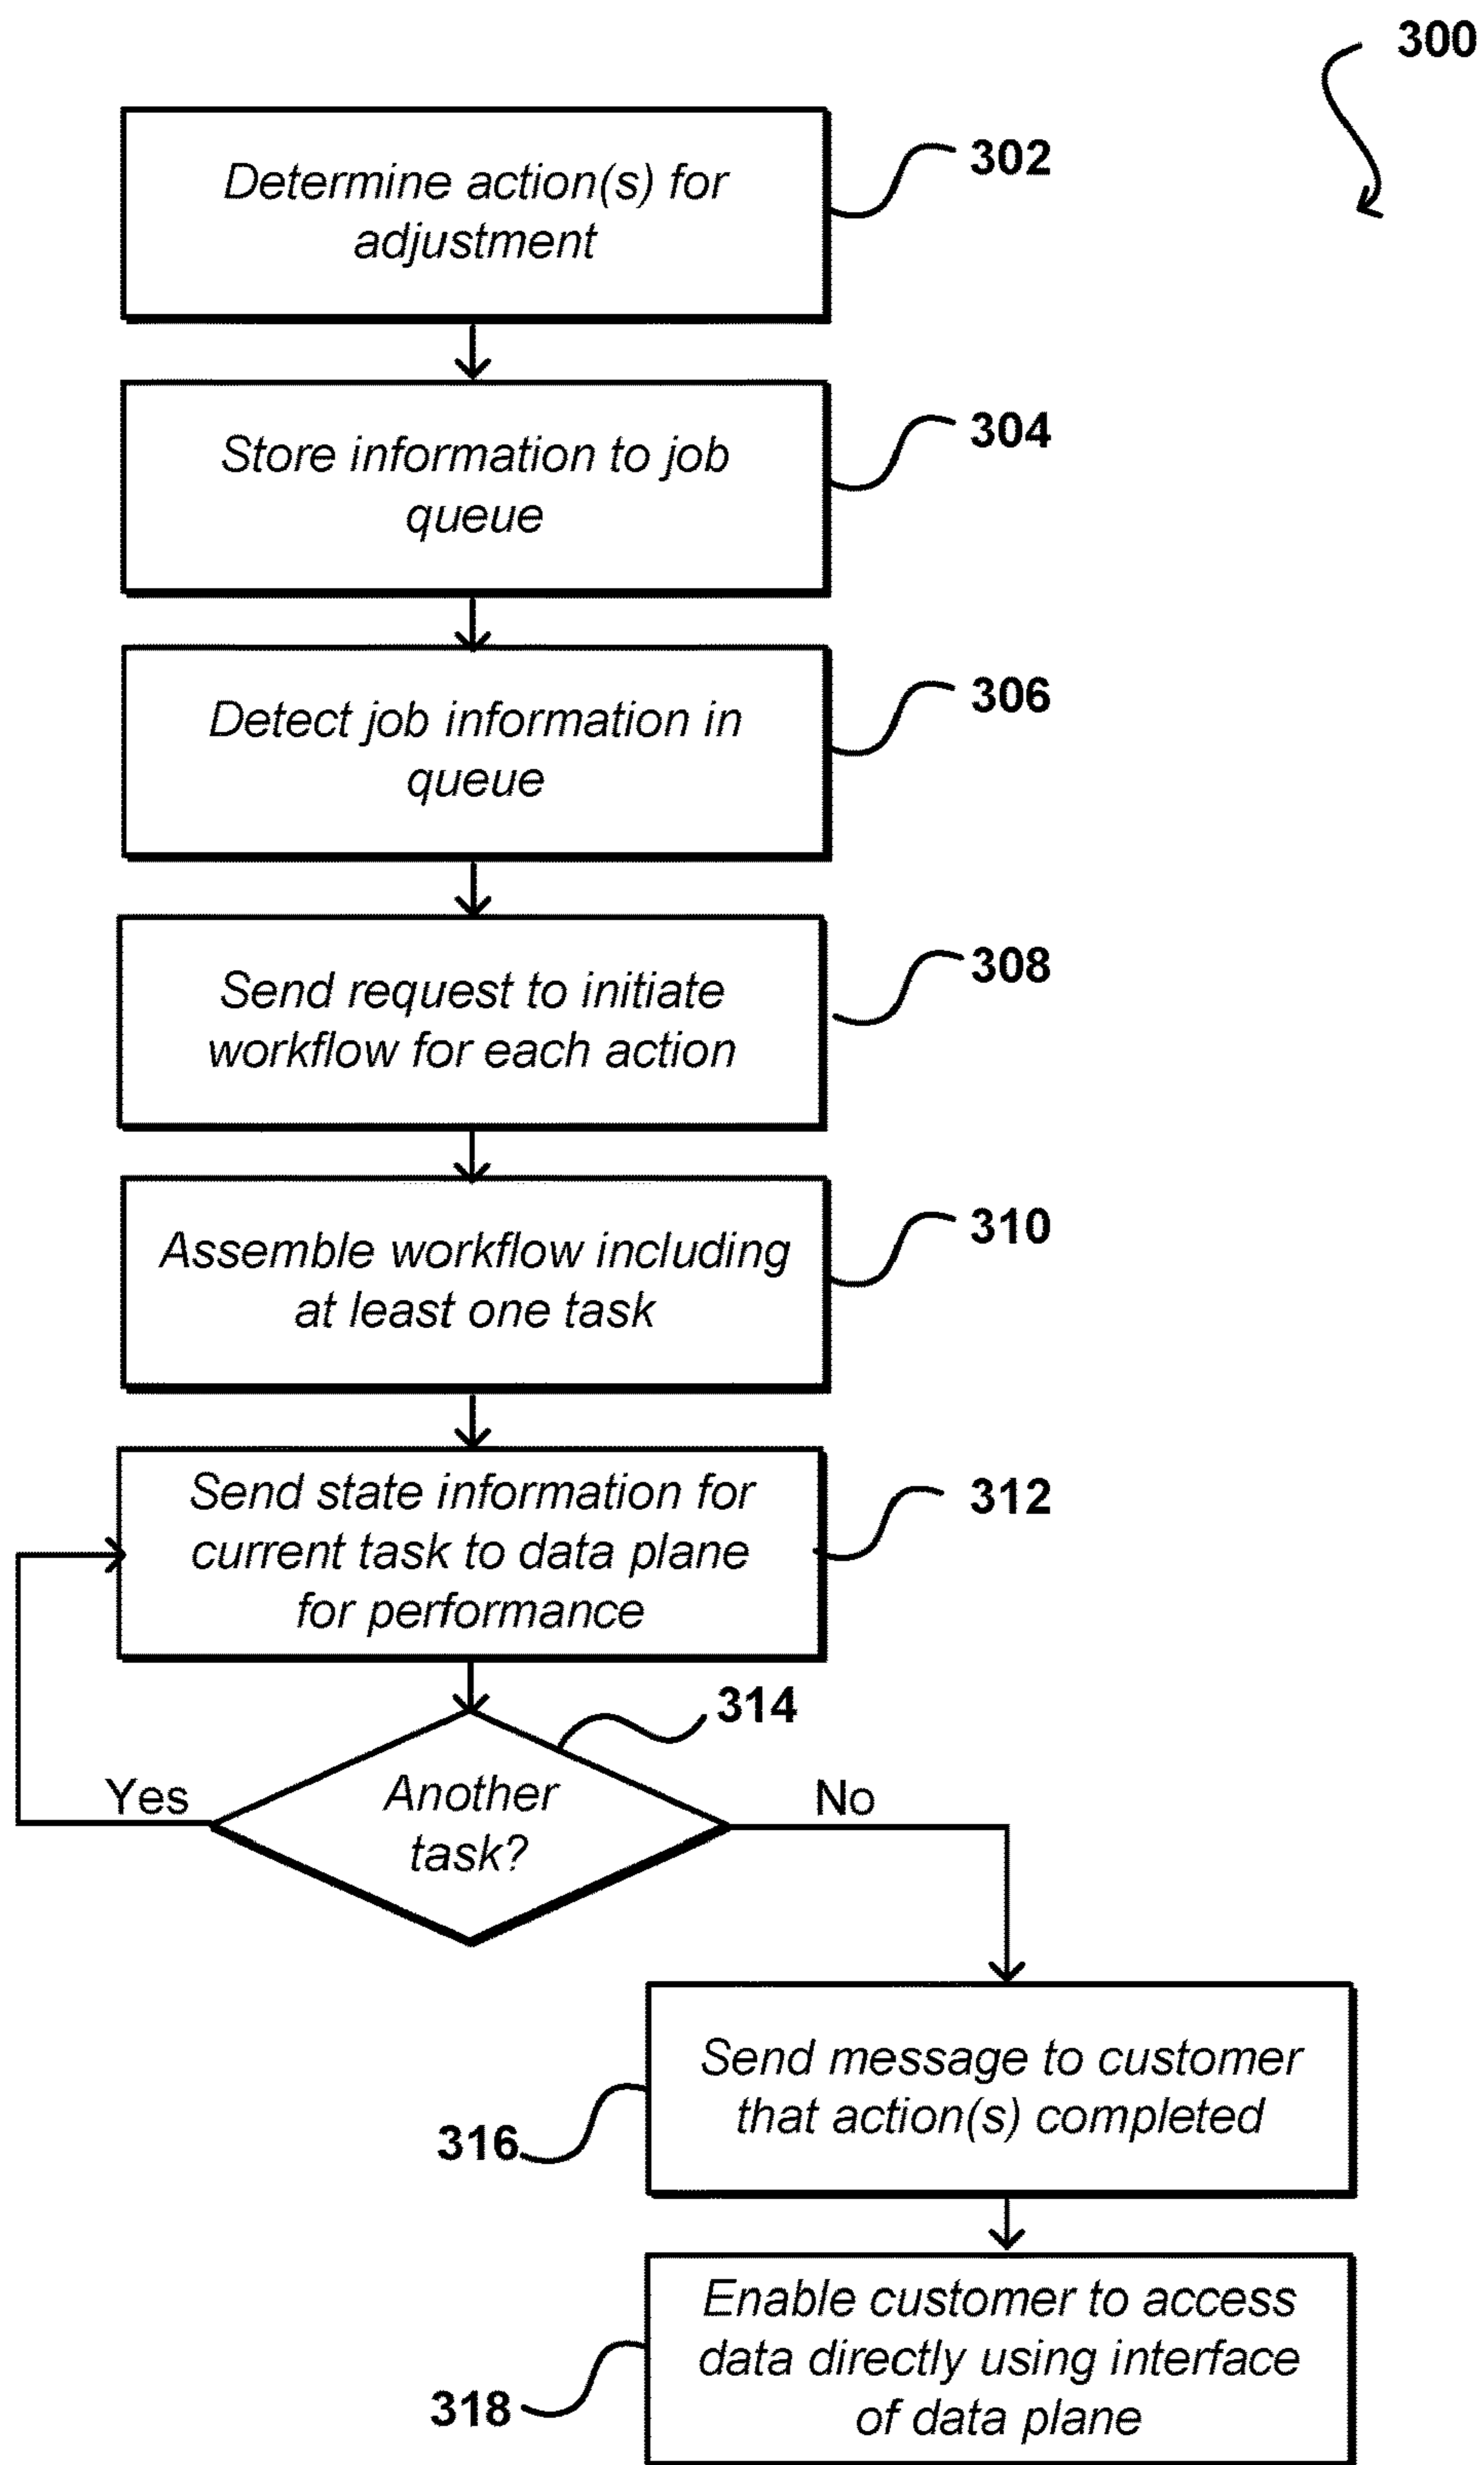 300
Determine action(s) for
adjustment
302
Store information to job
queue
304
Detect job information in
queue
306
Send request to initiate
workflow for each action
308
Assemble workflow including
at least one task
310
Send state information for
current task to data plane
for performance
312
314
Another
task?
Yes
No
Send message to customer
that action(s) completed
316
Enable customer to access
data directly using interface
of data plane
318